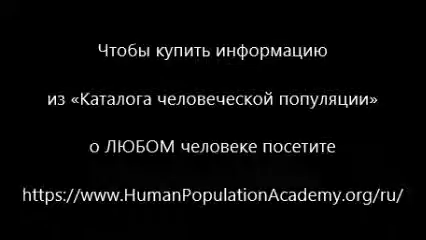 Чтобы купить информацию
из «Каталога человеческой популяции»
о ЛЮБОМ человеке посетите
https://www.HumanPopulationAcademy.org/ru/